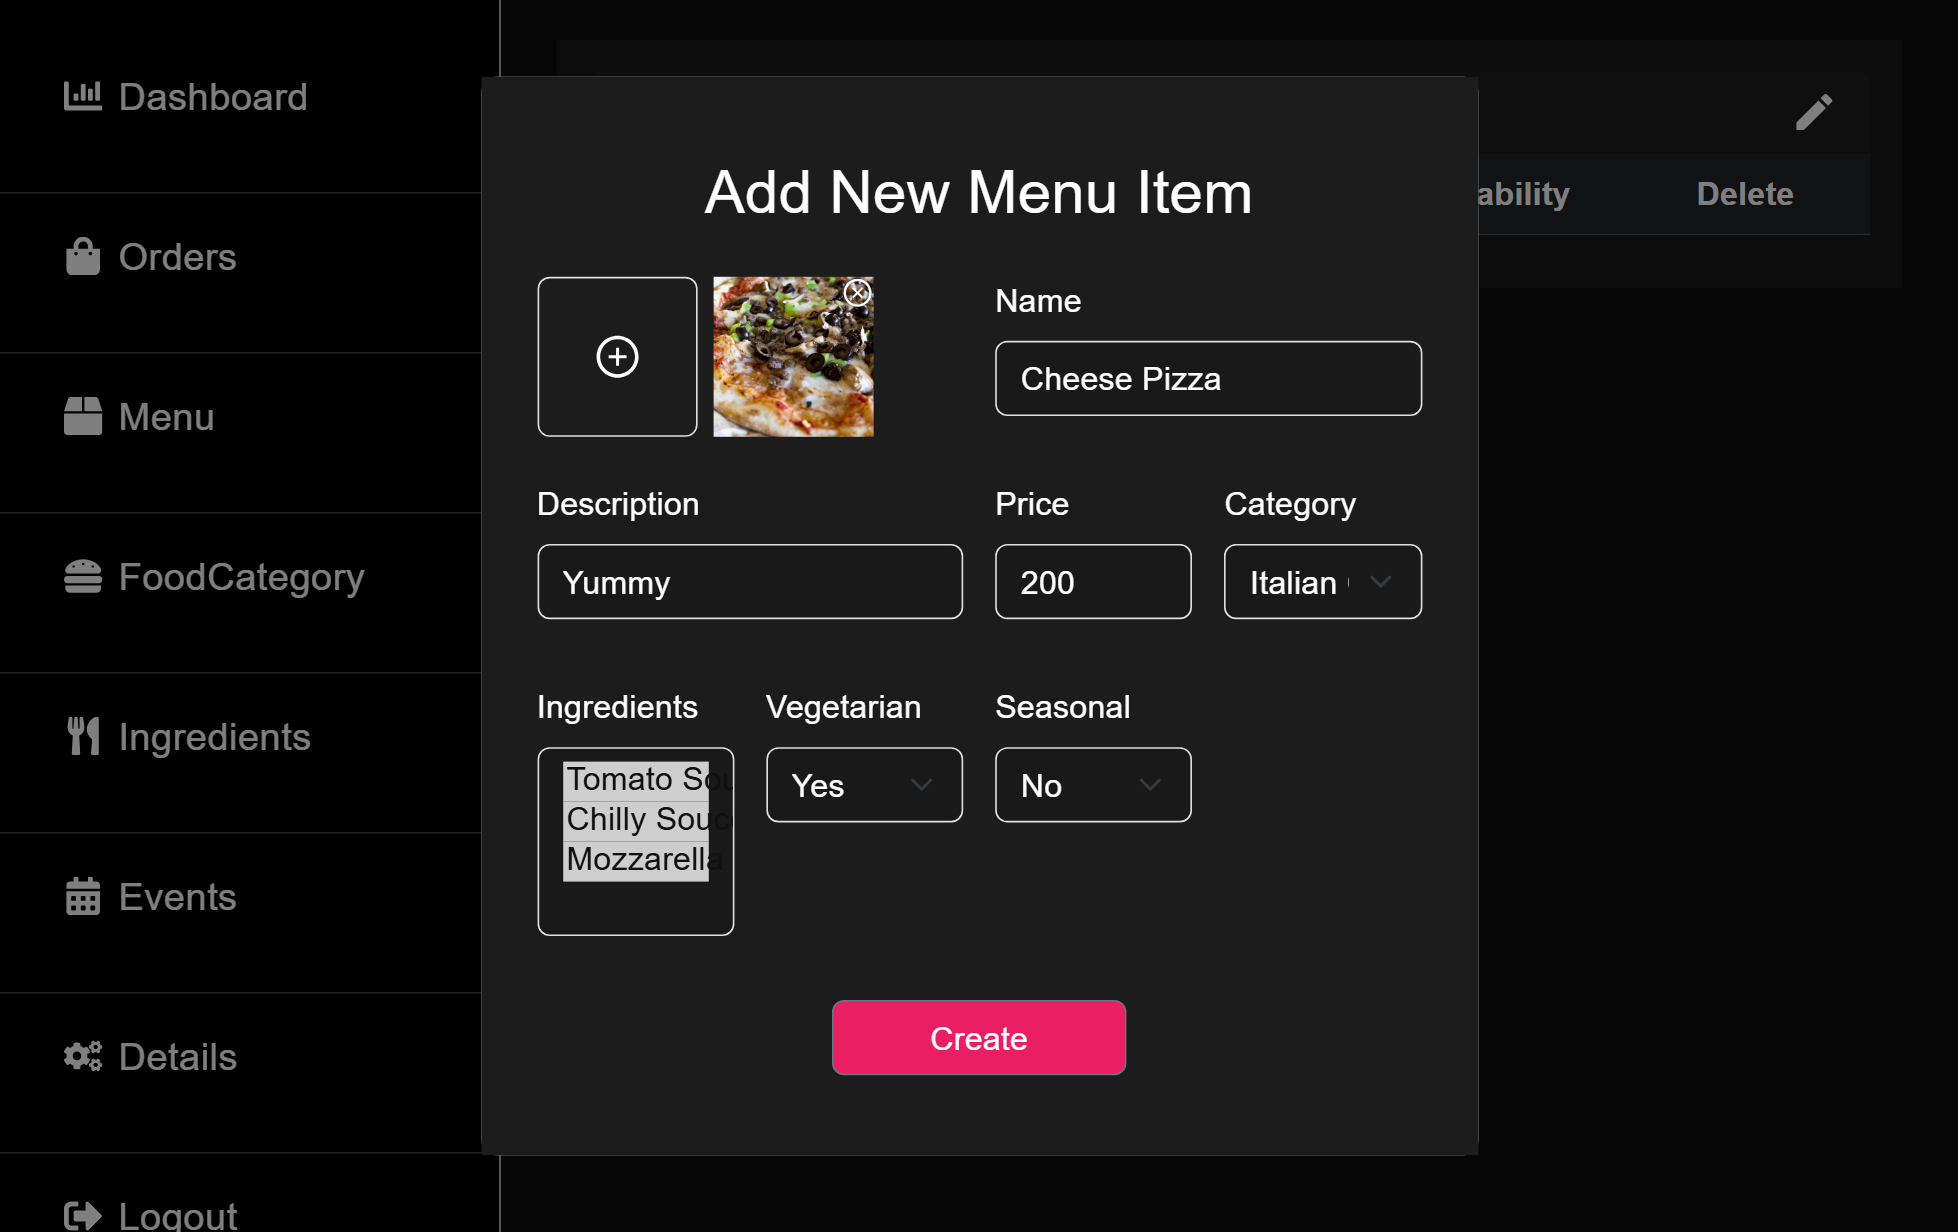 Dashboard
Orders
Menu
FoodCategory
Ingredients
Events
Details
Logout
ability
Delete
Add New Menu Item
Name
Cheese Pizza
Description
Price
Category
Yummy
200
Italian
Ingredients
Vegetarian
Seasonal
Tomato Sou
Chilly Souc
Mozzarella
Yes
No
Create